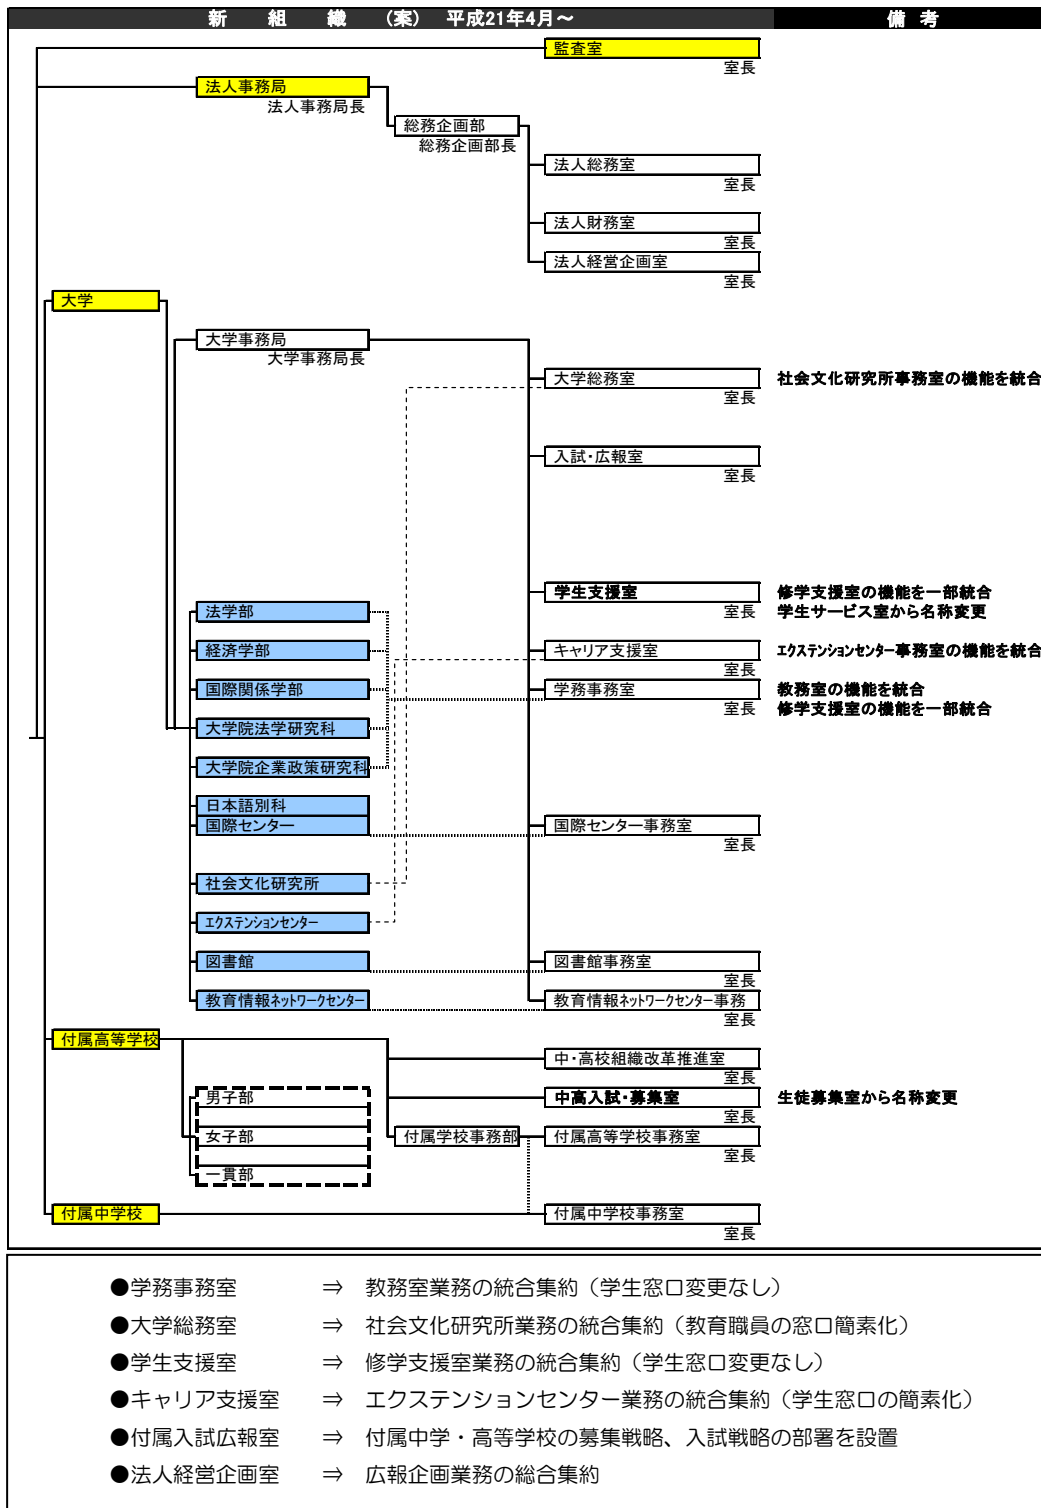 新 組 織 (案) 平成21年4月～ 備 考
監査室
室長
法人事務局
法人事務局長
総務企画部
総務企画部長
法人総務室
室長
法人財務室
室長
法人経営企画室
室長
大学
大学事務局
大学事務局長
大学総務室 社会文化研究所事務室の機能を統合
室長
入試・広報室
室長
学生支援室 修学支援室の機能を一部統合
法学部
室長 学生サービス室から名称変更
経済学部 キャリア支援室 エクステンションセンター事務室の機能を統合
室長
国際関係学部 学務事務室 教務室の機能を統合
室長 修学支援室の機能を一部統合
大学院法学研究科
大学院企業政策研究科
日本語別科
国際センター 国際センター事務室
室長
社会文化研究所
エクステンションセンター
図書館 図書館事務室
室長
教育情報ネットワークセンター 教育情報ネットワークセンター事務
室長
付属高等学校
中・高校組織改革推進室
室長
男子部 中高入試・募集室 生徒募集室から名称変更
室長
女子部 付属学校事務部 付属高等学校事務室
室長
一貫部
付属中学校 付属中学校事務室
室長
●学務事務室 ⇒ 教務室業務の統合集約（学生窓口変更なし）
●大学総務室 ⇒ 社会文化研究所業務の統合集約（教育職員の窓口簡素化）
●学生支援室 ⇒ 修学支援室業務の統合集約（学生窓口変更なし）
●キャリア支援室 ⇒ エクステンションセンター業務の統合集約（学生窓口の簡素化）
●付属入試広報室 ⇒ 付属中学・高等学校の募集戦略、入試戦略の部署を設置
●法人経営企画室 ⇒ 広報企画業務の総合集約